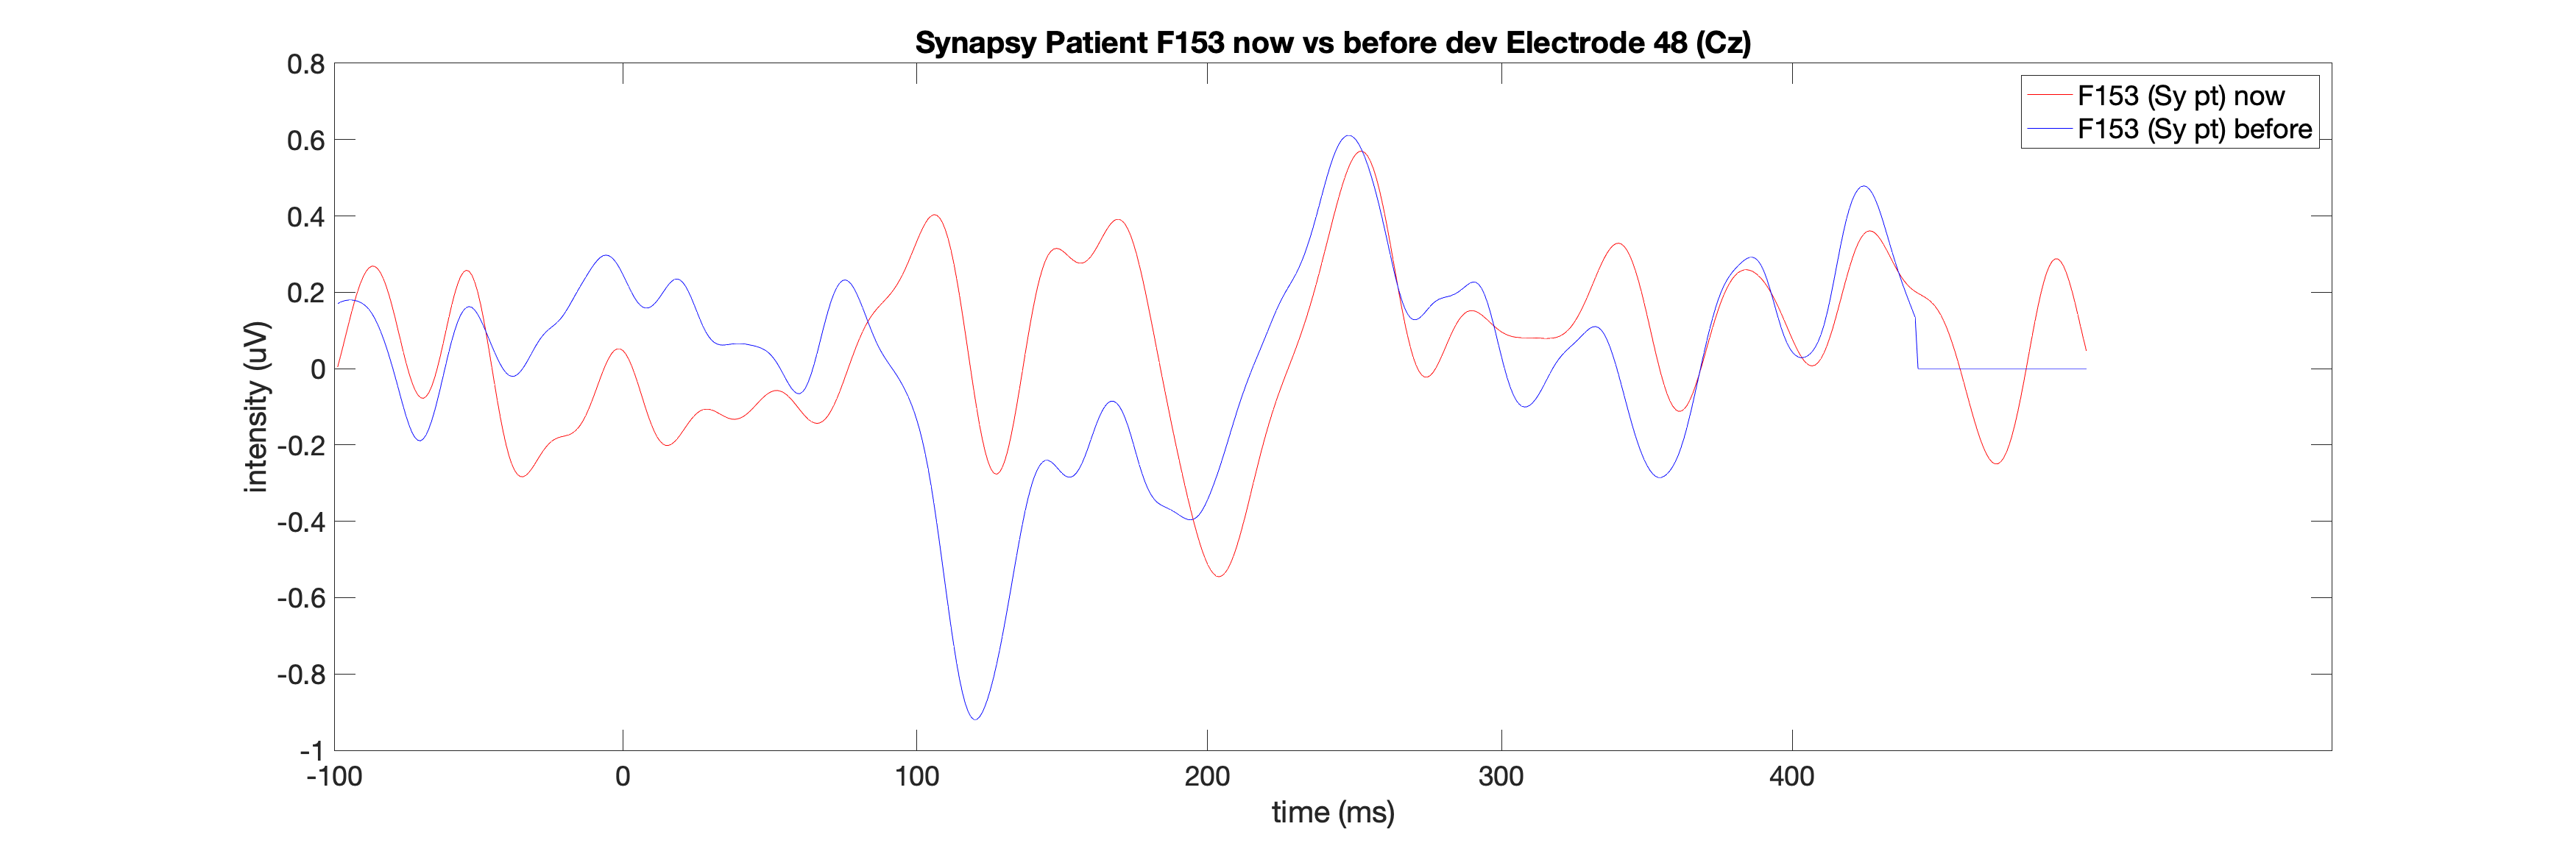 Synapsy Patient F153 now vs before dev Electrode 48 (Cz)
F153 (Sy pt) now
F153 (Sy pt) before
0.8
0.6
0.4
0.2
0
-0.2
-0.4
-0.6
-0.8
-1
intensity (uV)
-100 0 100 200 300 400
time (ms)